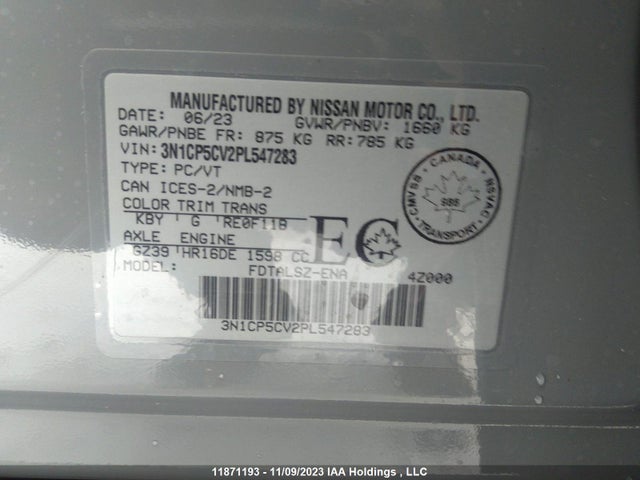 MANUFACTURED BY NISSAN MOTOR CO., LTD.
DATE: 06/23 GVWR/PNBV: 1660 KG
GAWR/PNBE FR: 875 KG RR: 785 KG
VIN: 3N1CP5CV2PL547283
TYPE: PC/VT
CAN ICES-2/NMB-2
COLOR TRIM TRANS
KBY G RE0F11B
AXLE ENGINE
GZ39 HR16DE 1598 CC
MODEL: FDTALSZ-ENA
EC
4Z000
CANADA
CMVSS NSVAC
TRANSPORT
3N1CP5CV2PL547283
11871193 - 11/09/2023 IAA Holdings , LLC